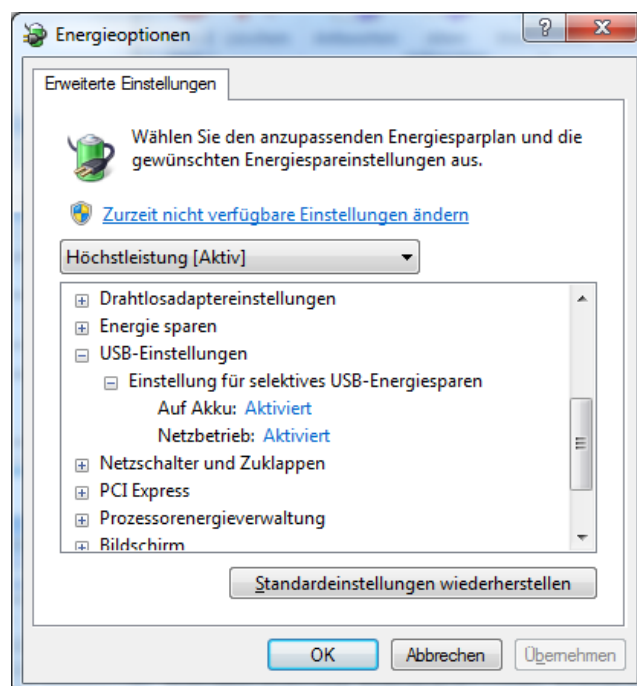 Energieoptionen
Erweiterte Einstellungen
Wählen Sie den anzupassenden Energiesparplan und die
gewünschten Energiespareinstellungen aus.
Zurzeit nicht verfügbare Einstellungen ändern
Höchstleistung [Aktiv]
Drahtlosadaptereinstellungen
Energie sparen
USB-Einstellungen
Einstellung für selektives USB-Energiesparen
Auf Akku: Aktiviert
Netzbetrieb: Aktiviert
Netzschalter und Zuklappen
PCI Express
Prozessorenergieverwaltung
Bildschirm
Standardeinstellungen wiederherstellen
OK Abbrechen Übernehmen